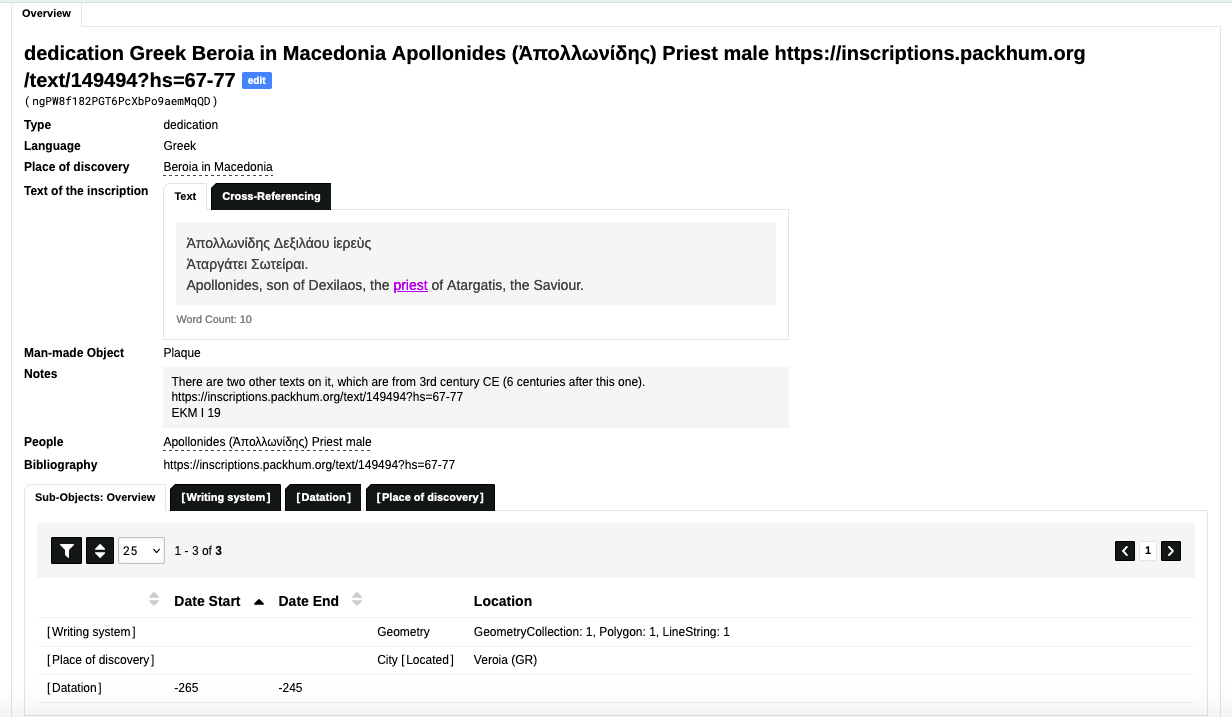 Overview
dedication Greek Beroia in Macedonia Apollonides (Ἀπολλωνίδης) Priest male https://inscriptions.packhum.org
/text/149494?hs=67-77 edit
(ngPW8f182PGT6PcXbPo9aemMqQD)
Type dedication
Language Greek
Place of discovery Beroia in Macedonia
Text of the inscription Text Cross-Referencing
Ἀπολλωνίδης Δεξιλάου ἱερεὺς
Ἀταργάτει Σωτείραι.
Apollonides, son of Dexilaos, the priest of Atargatis, the Saviour.
Word Count: 10
Man-made Object Plaque
Notes There are two other texts on it, which are from 3rd century CE (6 centuries after this one).
https://inscriptions.packhum.org/text/149494?hs=67-77
EKM I 19
People Apollonides (Ἀπολλωνίδης) Priest male
Bibliography https://inscriptions.packhum.org/text/149494?hs=67-77
Sub-Objects: Overview [Writing system] [Datation] [Place of discovery]
25 1 - 3 of 3 1
Date Start Date End Location
[Writing system] Geometry GeometryCollection: 1, Polygon: 1, LineString: 1
[Place of discovery] City [Located] Veroia (GR)
[Datation] -265 -245